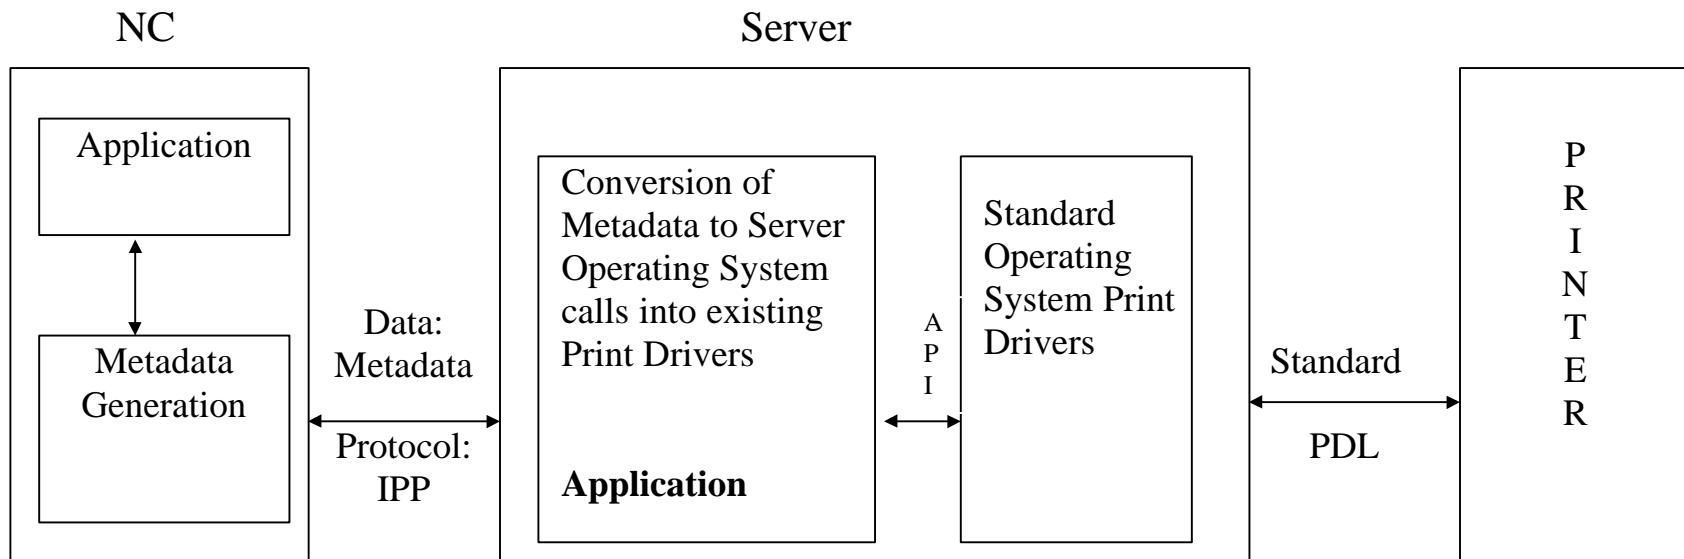 NC
Server
Application
Metadada
Generation
Data:
Metadata
Protocol:
IPP
Conversion of
Metadata to Server
Operating System
calls into existing
Print Drivers
Application
A
P
I
Standard
Operating
System Print
Drivers
Standard
PDL
P
R
I
N
T
E
R